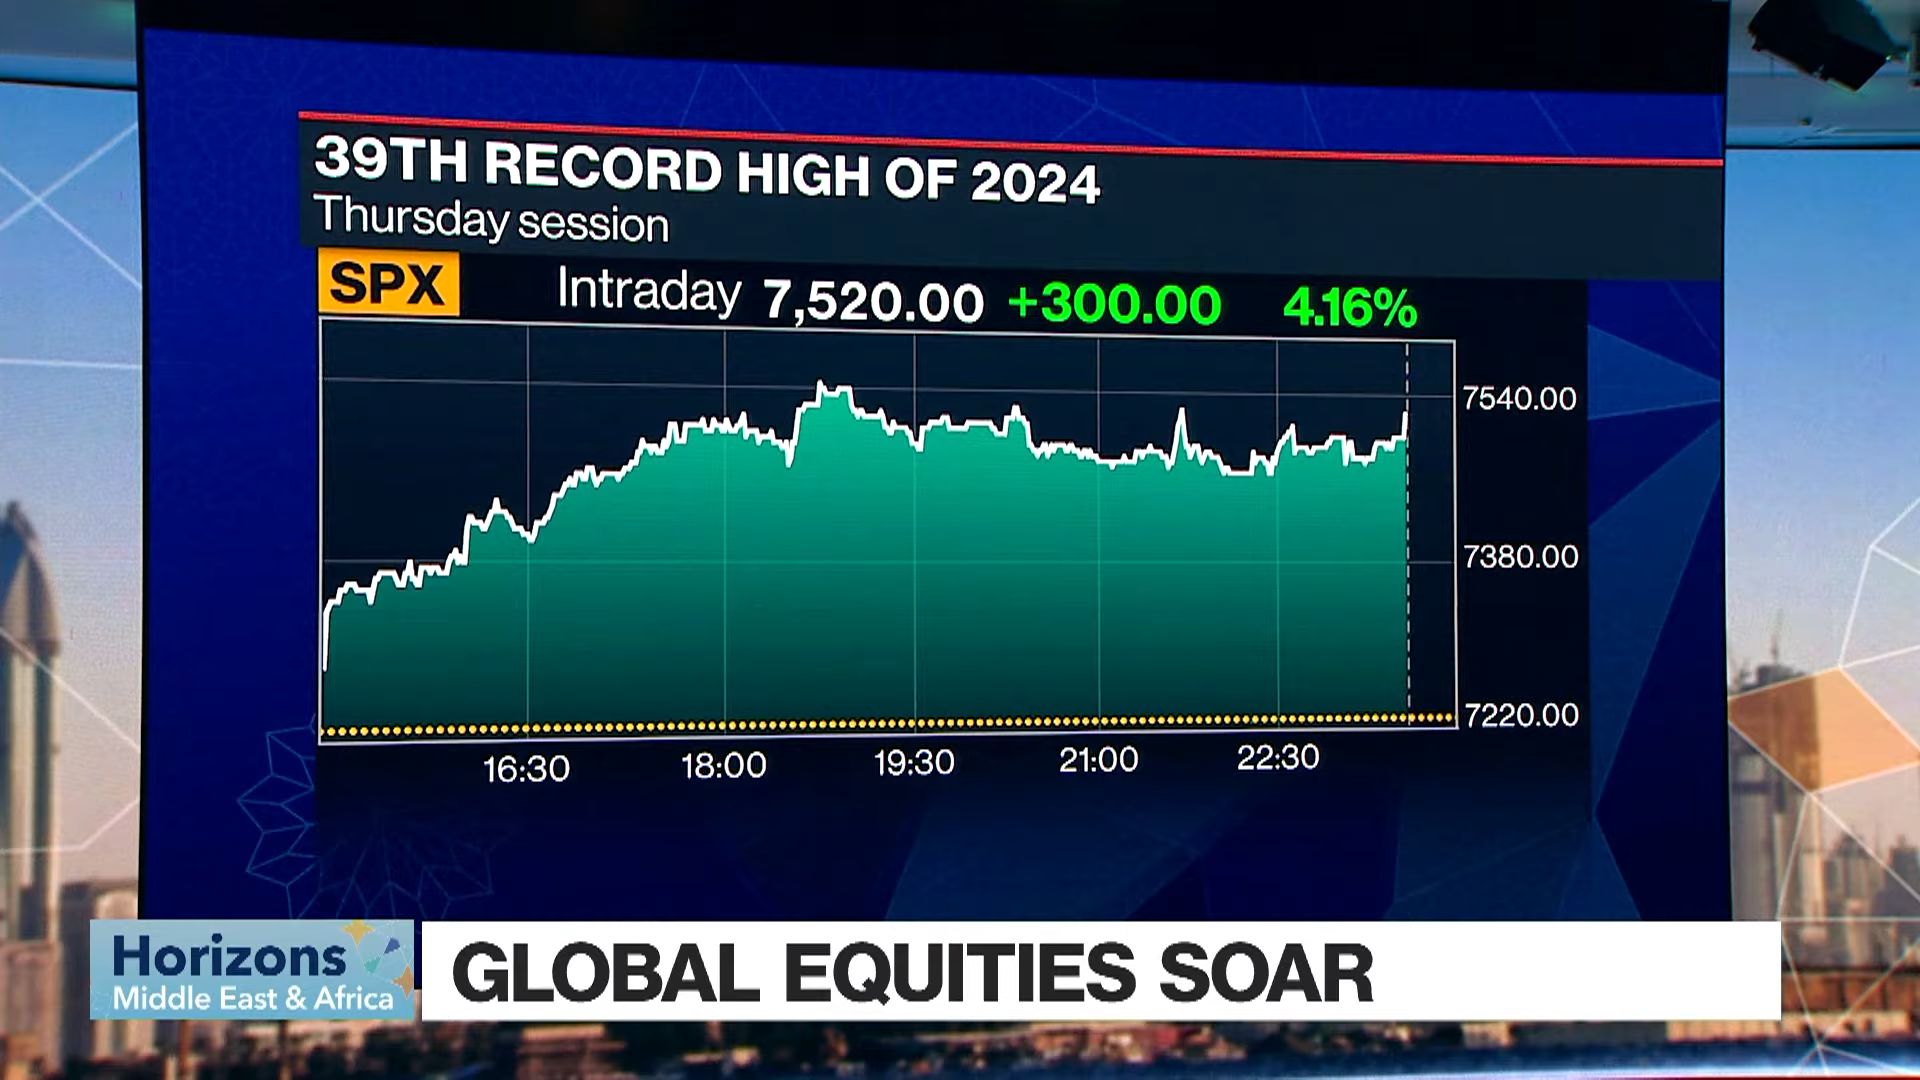 39TH RECORD HIGH OF 2024
Thursday session
SPX Intraday 7,520.00 +300.00 4.16%
7540.00
7380.00
7220.00
16:30 18:00 19:30 21:00 22:30
Horizons
Middle East & Africa
GLOBAL EQUITIES SOAR